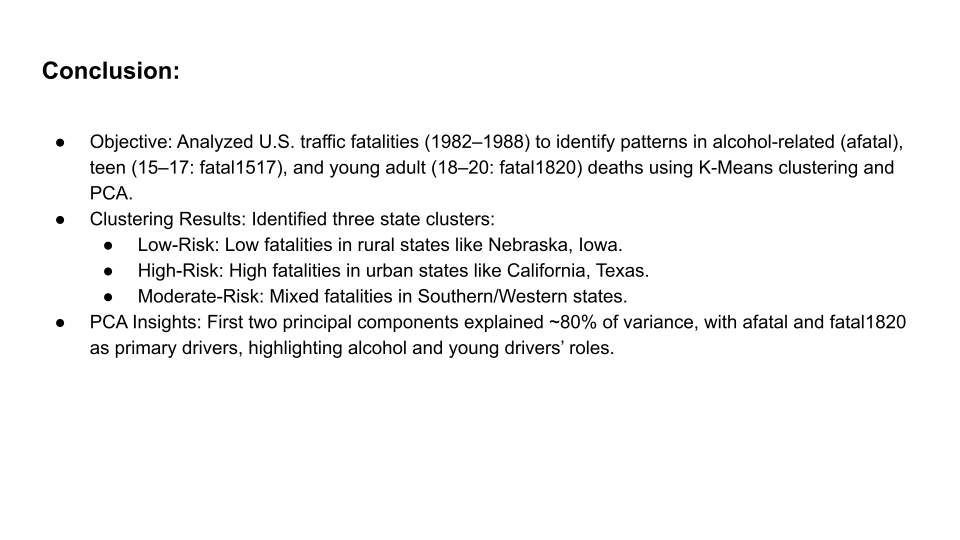 Conclusion:
● Objective: Analyzed U.S. traffic fatalities (1982–1988) to identify patterns in alcohol-related (afatal),
teen (15–17: fatal1517), and young adult (18–20: fatal1820) deaths using K-Means clustering and
PCA.
● Clustering Results: Identified three state clusters:
● Low-Risk: Low fatalities in rural states like Nebraska, Iowa.
● High-Risk: High fatalities in urban states like California, Texas.
● Moderate-Risk: Mixed fatalities in Southern/Western states.
● PCA Insights: First two principal components explained ~80% of variance, with afatal and fatal1820
as primary drivers, highlighting alcohol and young drivers’ roles.